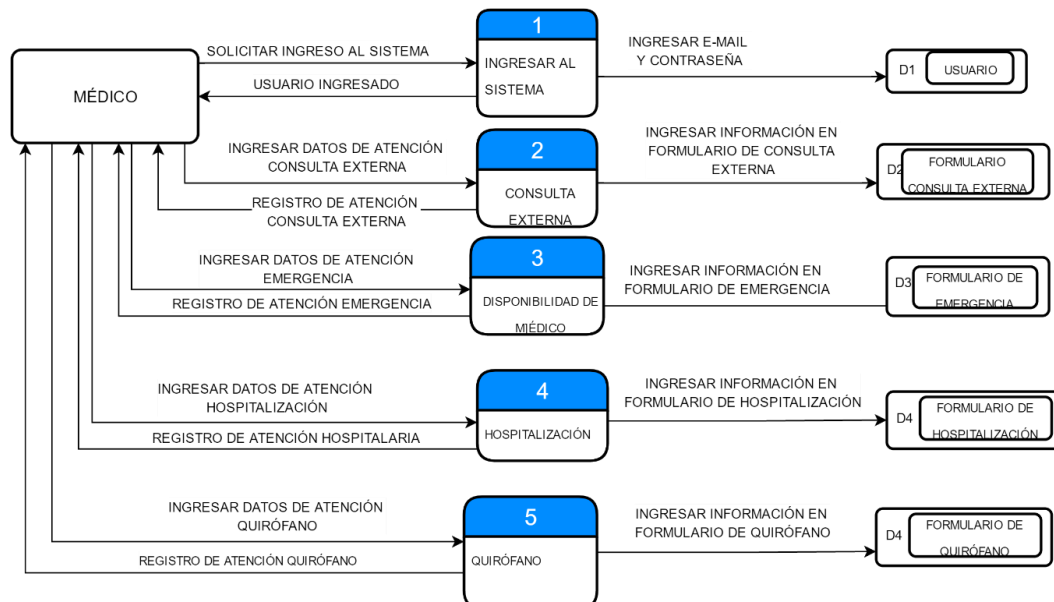 1
SOLICITAR INGRESO AL SISTEMA
INGRESAR AL
SISTEMA
INGRESAR E-MAIL
Y CONTRASEÑA
D1
USUARIO
MÉDICO
USUARIO INGRESADO
2
INGRESAR DATOS DE ATENCIÓN
CONSULTA EXTERNA
CONSULTA
EXTERNA
INGRESAR INFORMACIÓN EN
FORMULARIO DE CONSULTA
EXTERNA
D2
FORMULARIO
CONSULTA EXTERNA
REGISTRO DE ATENCIÓN
CONSULTA EXTERNA
3
INGRESAR DATOS DE ATENCIÓN
EMERGENCIA
DISPONIBILIDAD DE
MIÉDICO
INGRESAR INFORMACIÓN EN
FORMULARIO DE EMERGENCIA
D3
FORMULARIO DE
EMERGENCIA
REGISTRO DE ATENCIÓN EMERGENCIA
4
INGRESAR DATOS DE ATENCIÓN
HOSPITALIZACIÓN
HOSPITALIZACIÓN
INGRESAR INFORMACIÓN EN
FORMULARIO DE HOSPITALIZACIÓN
D4
FORMULARIO DE
HOSPITALIZACIÓN
REGISTRO DE ATENCIÓN HOSPITALARIA
5
INGRESAR DATOS DE ATENCIÓN
QUIRÓFANO
QUIRÓFANO
INGRESAR INFORMACIÓN EN
FORMULARIO DE QUIRÓFANO
D4
FORMULARIO DE
QUIRÓFANO
REGISTRO DE ATENCIÓN QUIRÓFANO